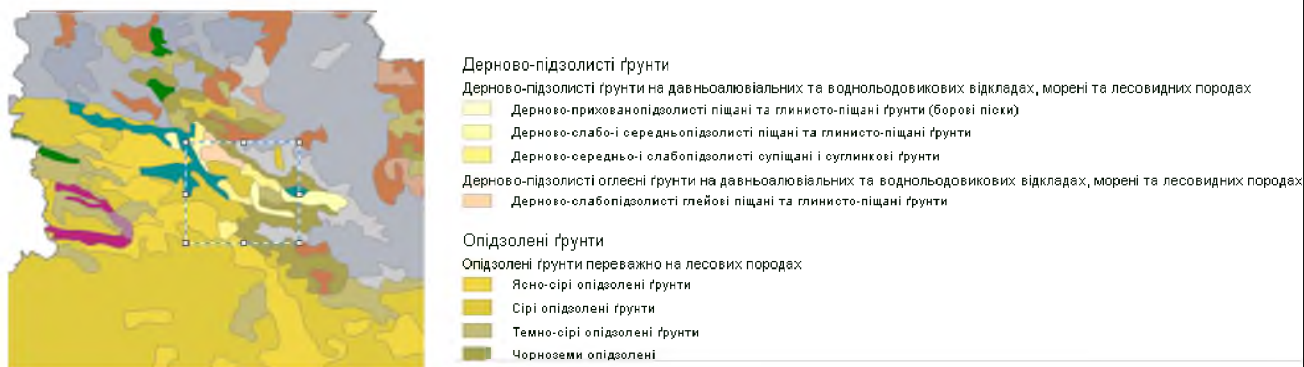 Дерново-підзолисті ґрунти
Дерново-підзолисті ґрунти на давньоалювіальних та воднольодовикових відкладах, морені та лесовидних породах
Дерново-прихованопідзолисті піщані та глинисто-піщані ґрунти (борові піски)
Дерново-слабо-і середньопідзолисті піщані та глинисто-піщані ґрунти
Дерново-середньо-і слабопідзолисті супіщані і суглинкові ґрунти
Дерново-підзолисті оглеєні ґрунти на давньоалювіальних та воднольодовикових відкладах, морені та лесовидних породах
Дерново-слабопідзолисті глейові піщані та глинисто-піщані ґрунти
Опідзолені ґрунти
Опідзолені ґрунти переважно на лесових породах
Ясно-сірі опідзолені ґрунти
Сірі опідзолені ґрунти
Темно-сірі опідзолені ґрунти
Чорноземи опідзолені